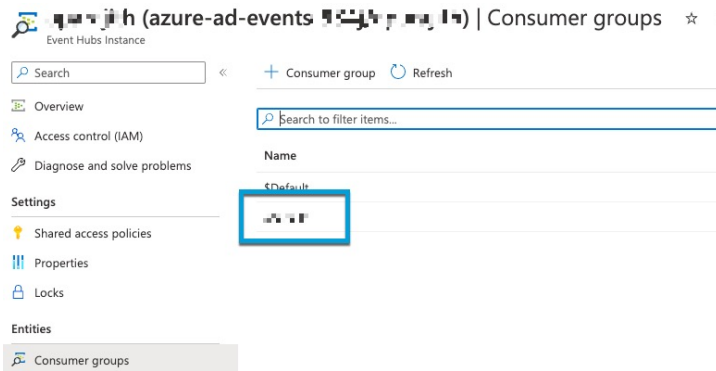 h (azure-ad-events ) | Consumer groups
Event Hubs Instance
Search
Consumer group
Refresh
Overview
Search to filter items...
Access control (IAM)
Diagnose and solve problems
Name
$Default
Settings
Shared access policies
Properties
Locks
Entities
Consumer groups